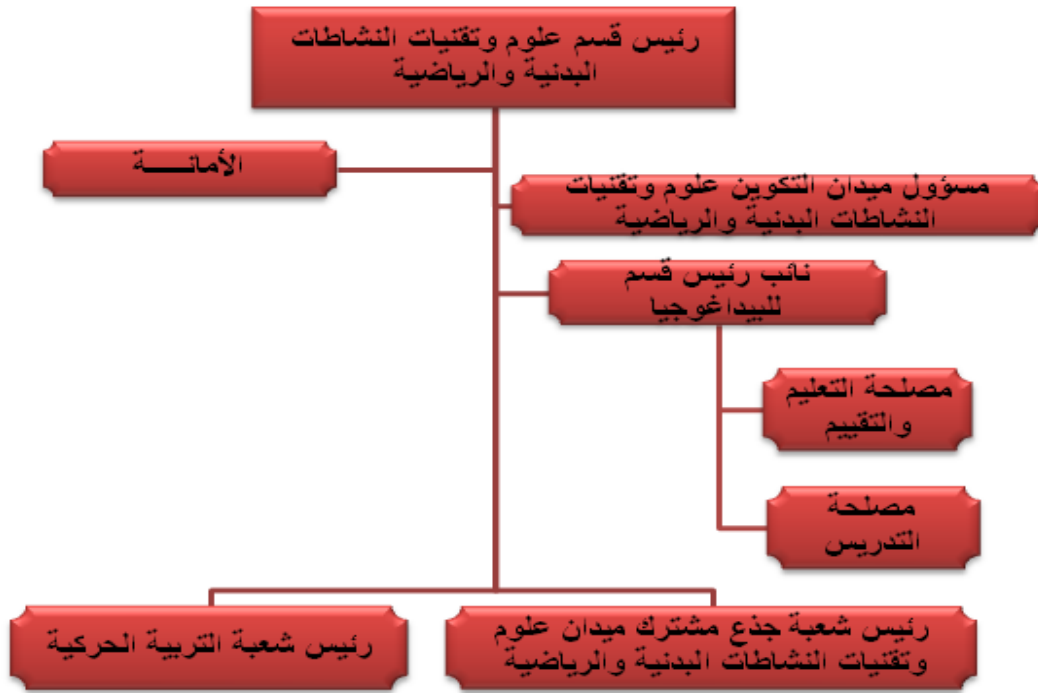 رئيس قسم علوم وتقنيات النشاطات
البدنية والرياضية
الأمانــــــة
مسؤول ميدان التكوين علوم وتقنيات
النشاطات البدنية والرياضية
نائب رئيس قسم
للبيداغوجيا
مصلحة التعليم
والتقييم
مصلحة
التدريس
رئيس شعبة جذع مشترك ميدان علوم
وتقنيات النشاطات البدنية والرياضية
رئيس شعبة التربية الحركية